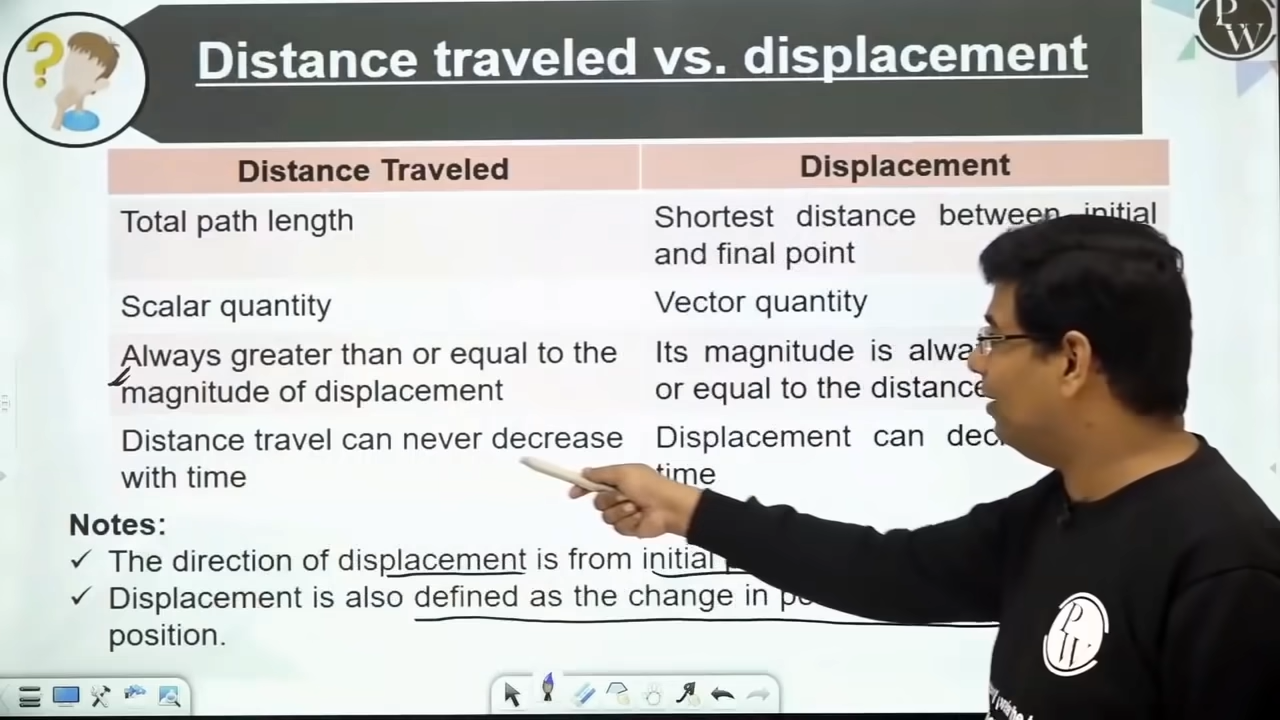 P
W
Distance traveled vs. displacement
Distance Traveled
Displacement
Total path length
Shortest distance between initial
and final point
Scalar quantity
Vector quantity
Always greater than or equal to the
magnitude of displacement
Its magnitude is
or equal to the distance
Distance travel can never decrease
with time
Displacement can
time
Notes:
The direction of displacement is from initial
Displacement is also defined as the change in
position.
P
W